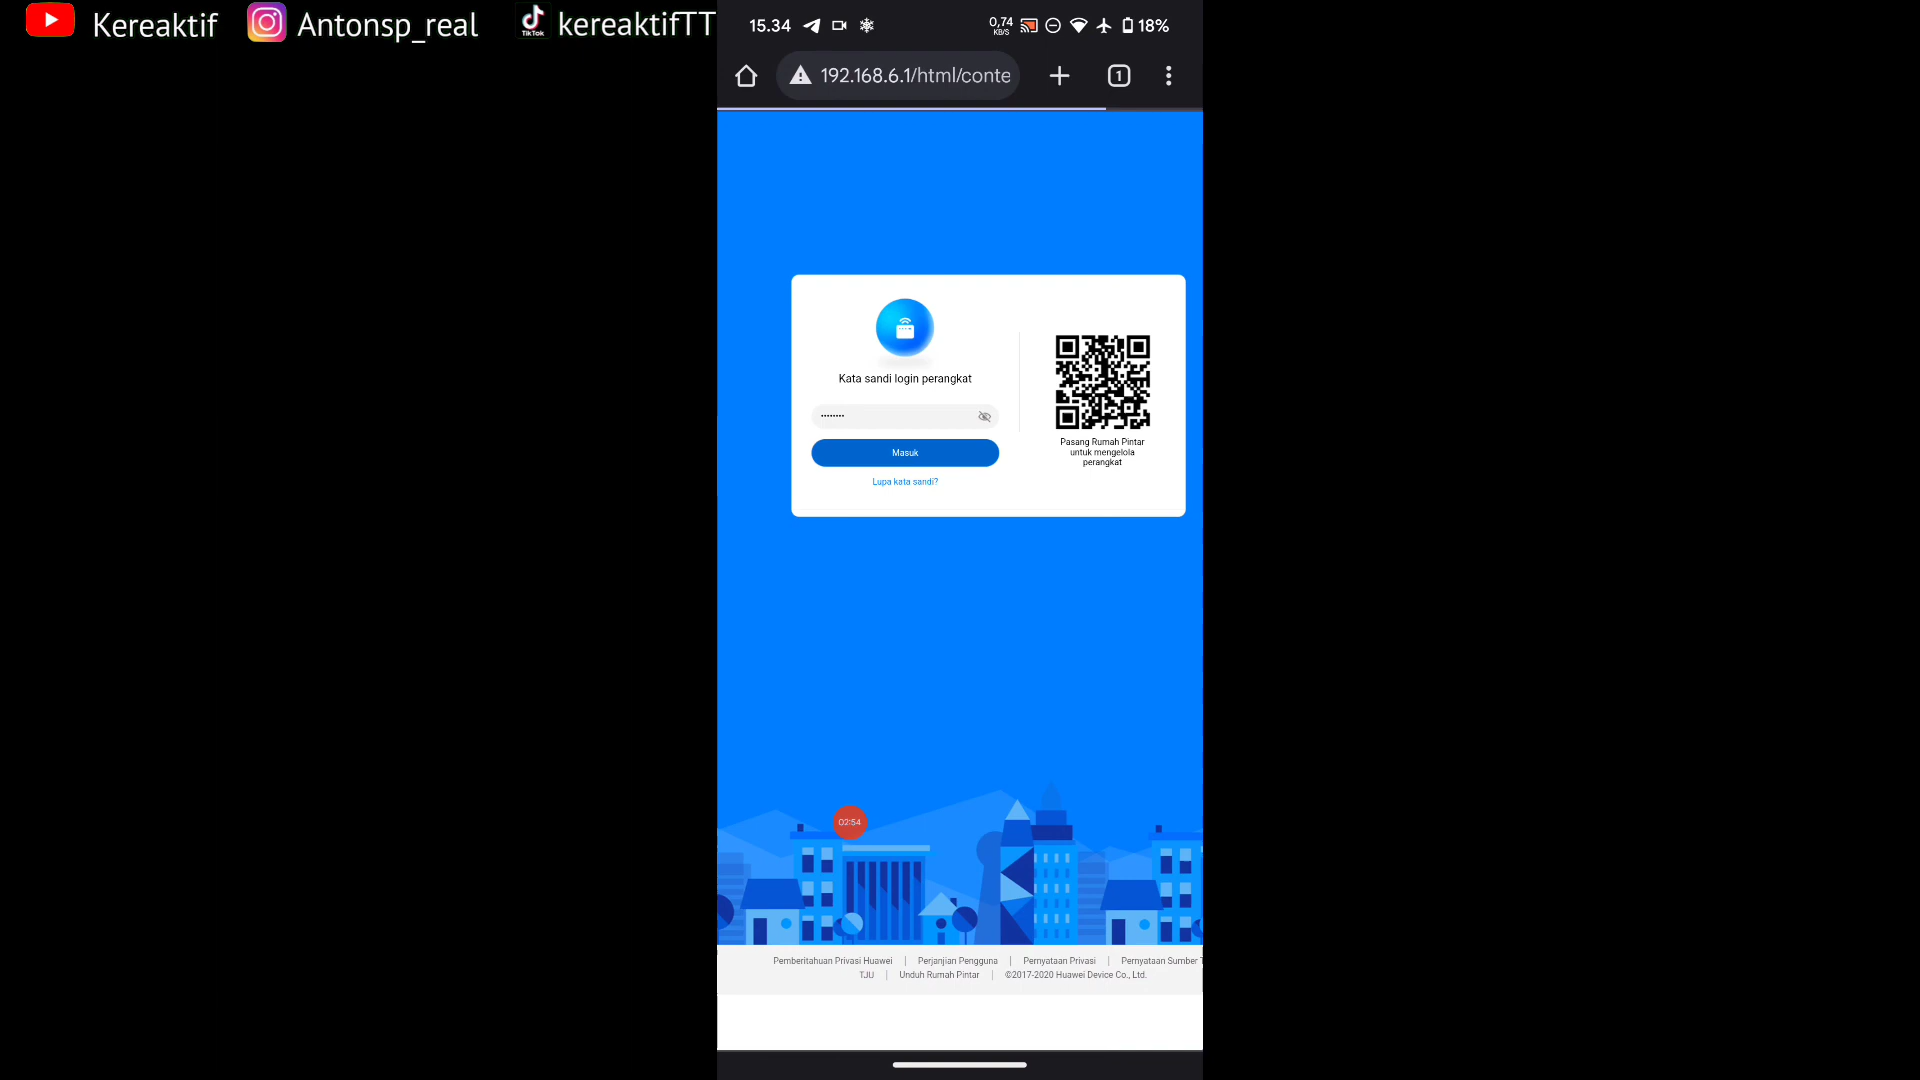 Kereaktif Antonsp_real TikTok kereaktifTT
15.34 0,74 KB/S 18%
192.168.6.1/html/conte 1
Kata sandi login perangkat
••••••••
Masuk
Lupa kata sandi?
Pasang Rumah Pintar
untuk mengelola
perangkat
02:54
Pemberitahuan Privasi Huawei | Perjanjian Pengguna | Pernyataan Privasi | Pernyataan Sumber T
TJU | Unduh Rumah Pintar | ©2017-2020 Huawei Device Co., Ltd.